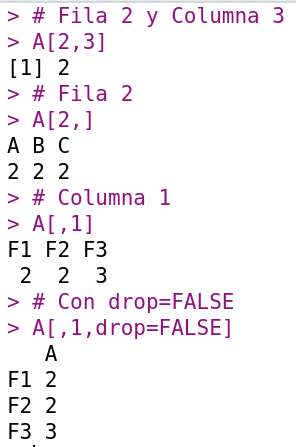 > # Fila 2 y Columna 3
> A[2,3]
[1] 2
> # Fila 2
> A[2,]
A B C
2 2 2
> # Columna 1
> A[,1]
F1 F2 F3
 2  2  3
> # Con drop=FALSE
> A[,1,drop=FALSE]
   A
F1 2
F2 2
F3 3